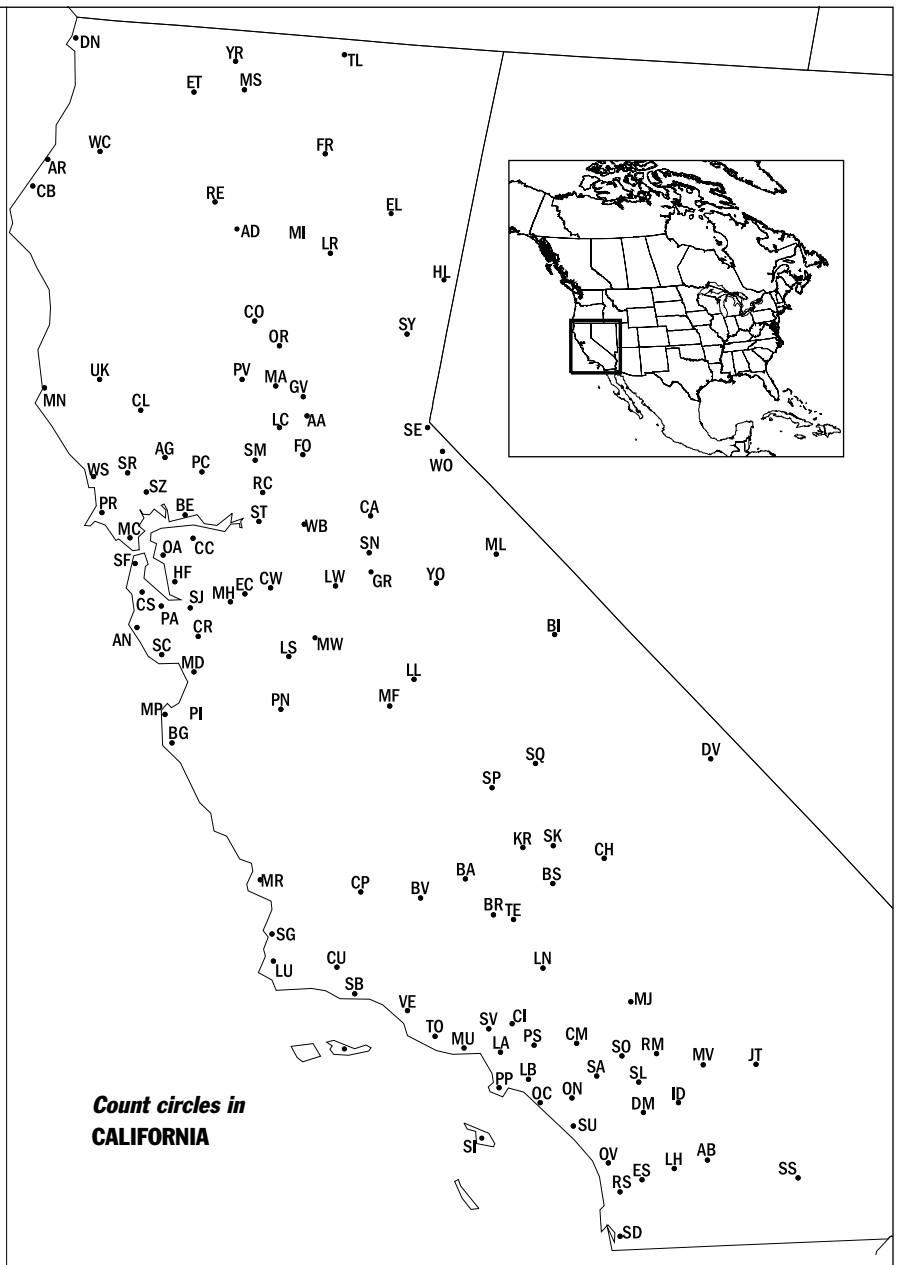 DN
YR
TL
ET
MS
WC
FR
AR
CB
RE
EL
AD
MI
LR
HL
CO
SY
OR
UK
PV
MA
GV
MN
CL
LC
AA
SE
AG
SM
FO
WO
WS
SR
PC
SZ
RC
PR
BE
ST
WB
CA
MC
OA
CC
SN
ML
SF
HF
MH
EC
CW
LW
GR
YO
CS
PA
SJ
AN
CR
BI
SC
LS
MW
MD
LL
MP
PI
PN
MF
BG
SQ
DV
SP
KR
SK
CH
MR
CP
BV
BA
BS
BR
TE
SG
LU
CU
LN
SB
MJ
VE
TO
MU
SV
CI
LA
PS
CM
SO
RM
MV
JT
PP
LB
SA
SL
OC
ON
DM
ID
Count circles in
CALIFORNIA
SU
SI
OV
RS
ES
LH
AB
SS
SD